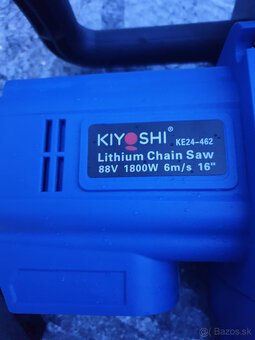 KIYOSHI®
KE24-462
Lithium Chain Saw
88V 1800W 6m/s 16"
Bazos.sk